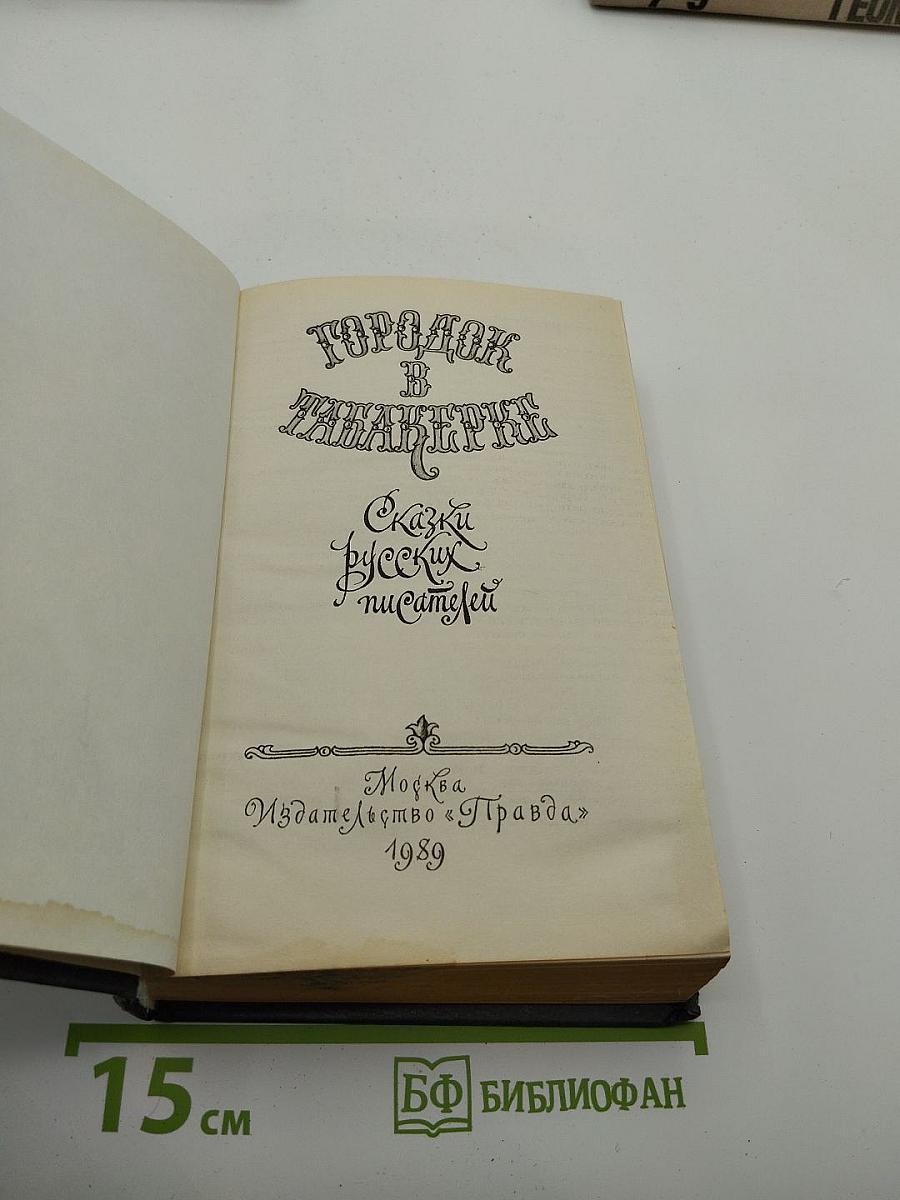 ГОРОДОК
В
ТАБАКЕРКЕ
Сказки
русских
писателей
Москва
Издательство «Правда»
1989
15 см
БФ БИБЛИОФАН